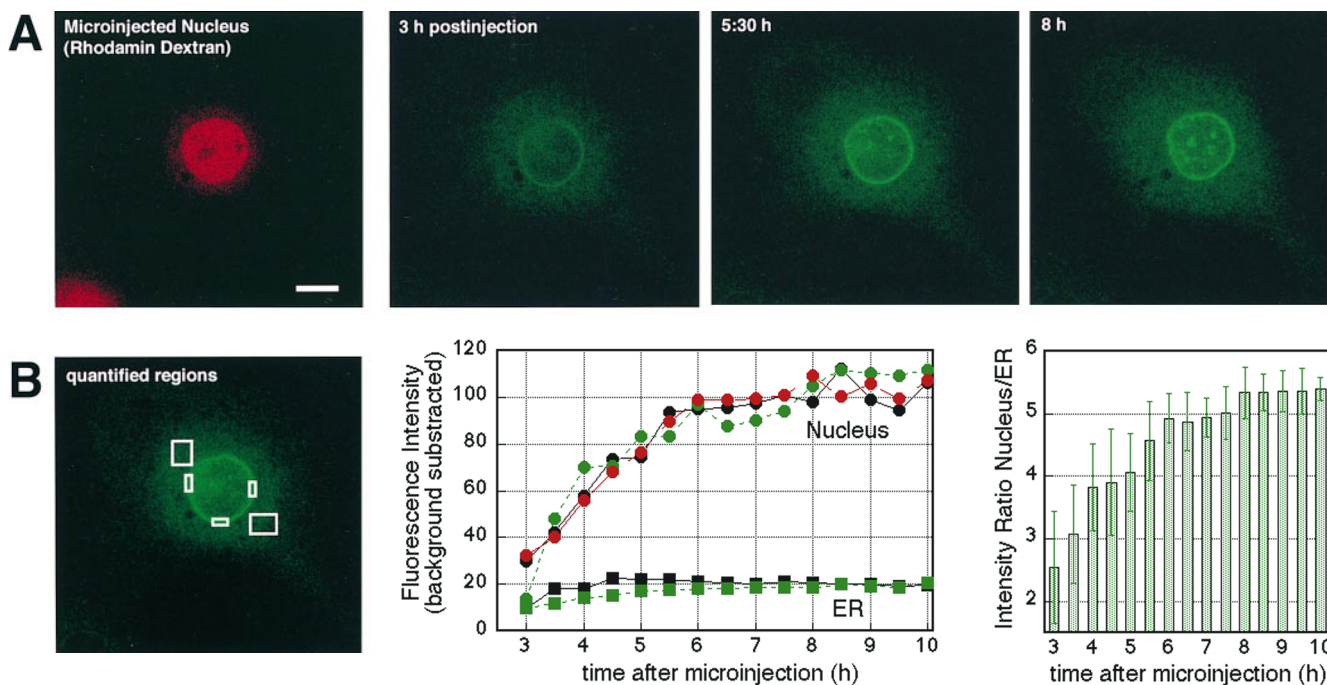 A
Microinjected Nucleus
(Rhodamin Dextran)
3 h postinjection
5:30 h
8 h
B
quantified regions
Fluorescence Intensity
(background substracted)
120
100
80
60
40
20
0
Nucleus
ER
3 4 5 6 7 8 9 10
time after microinjection (h)
Intensity Ratio Nucleus/ER
6
5
4
3
2
3 4 5 6 7 8 9 10
time after microinjection (h)